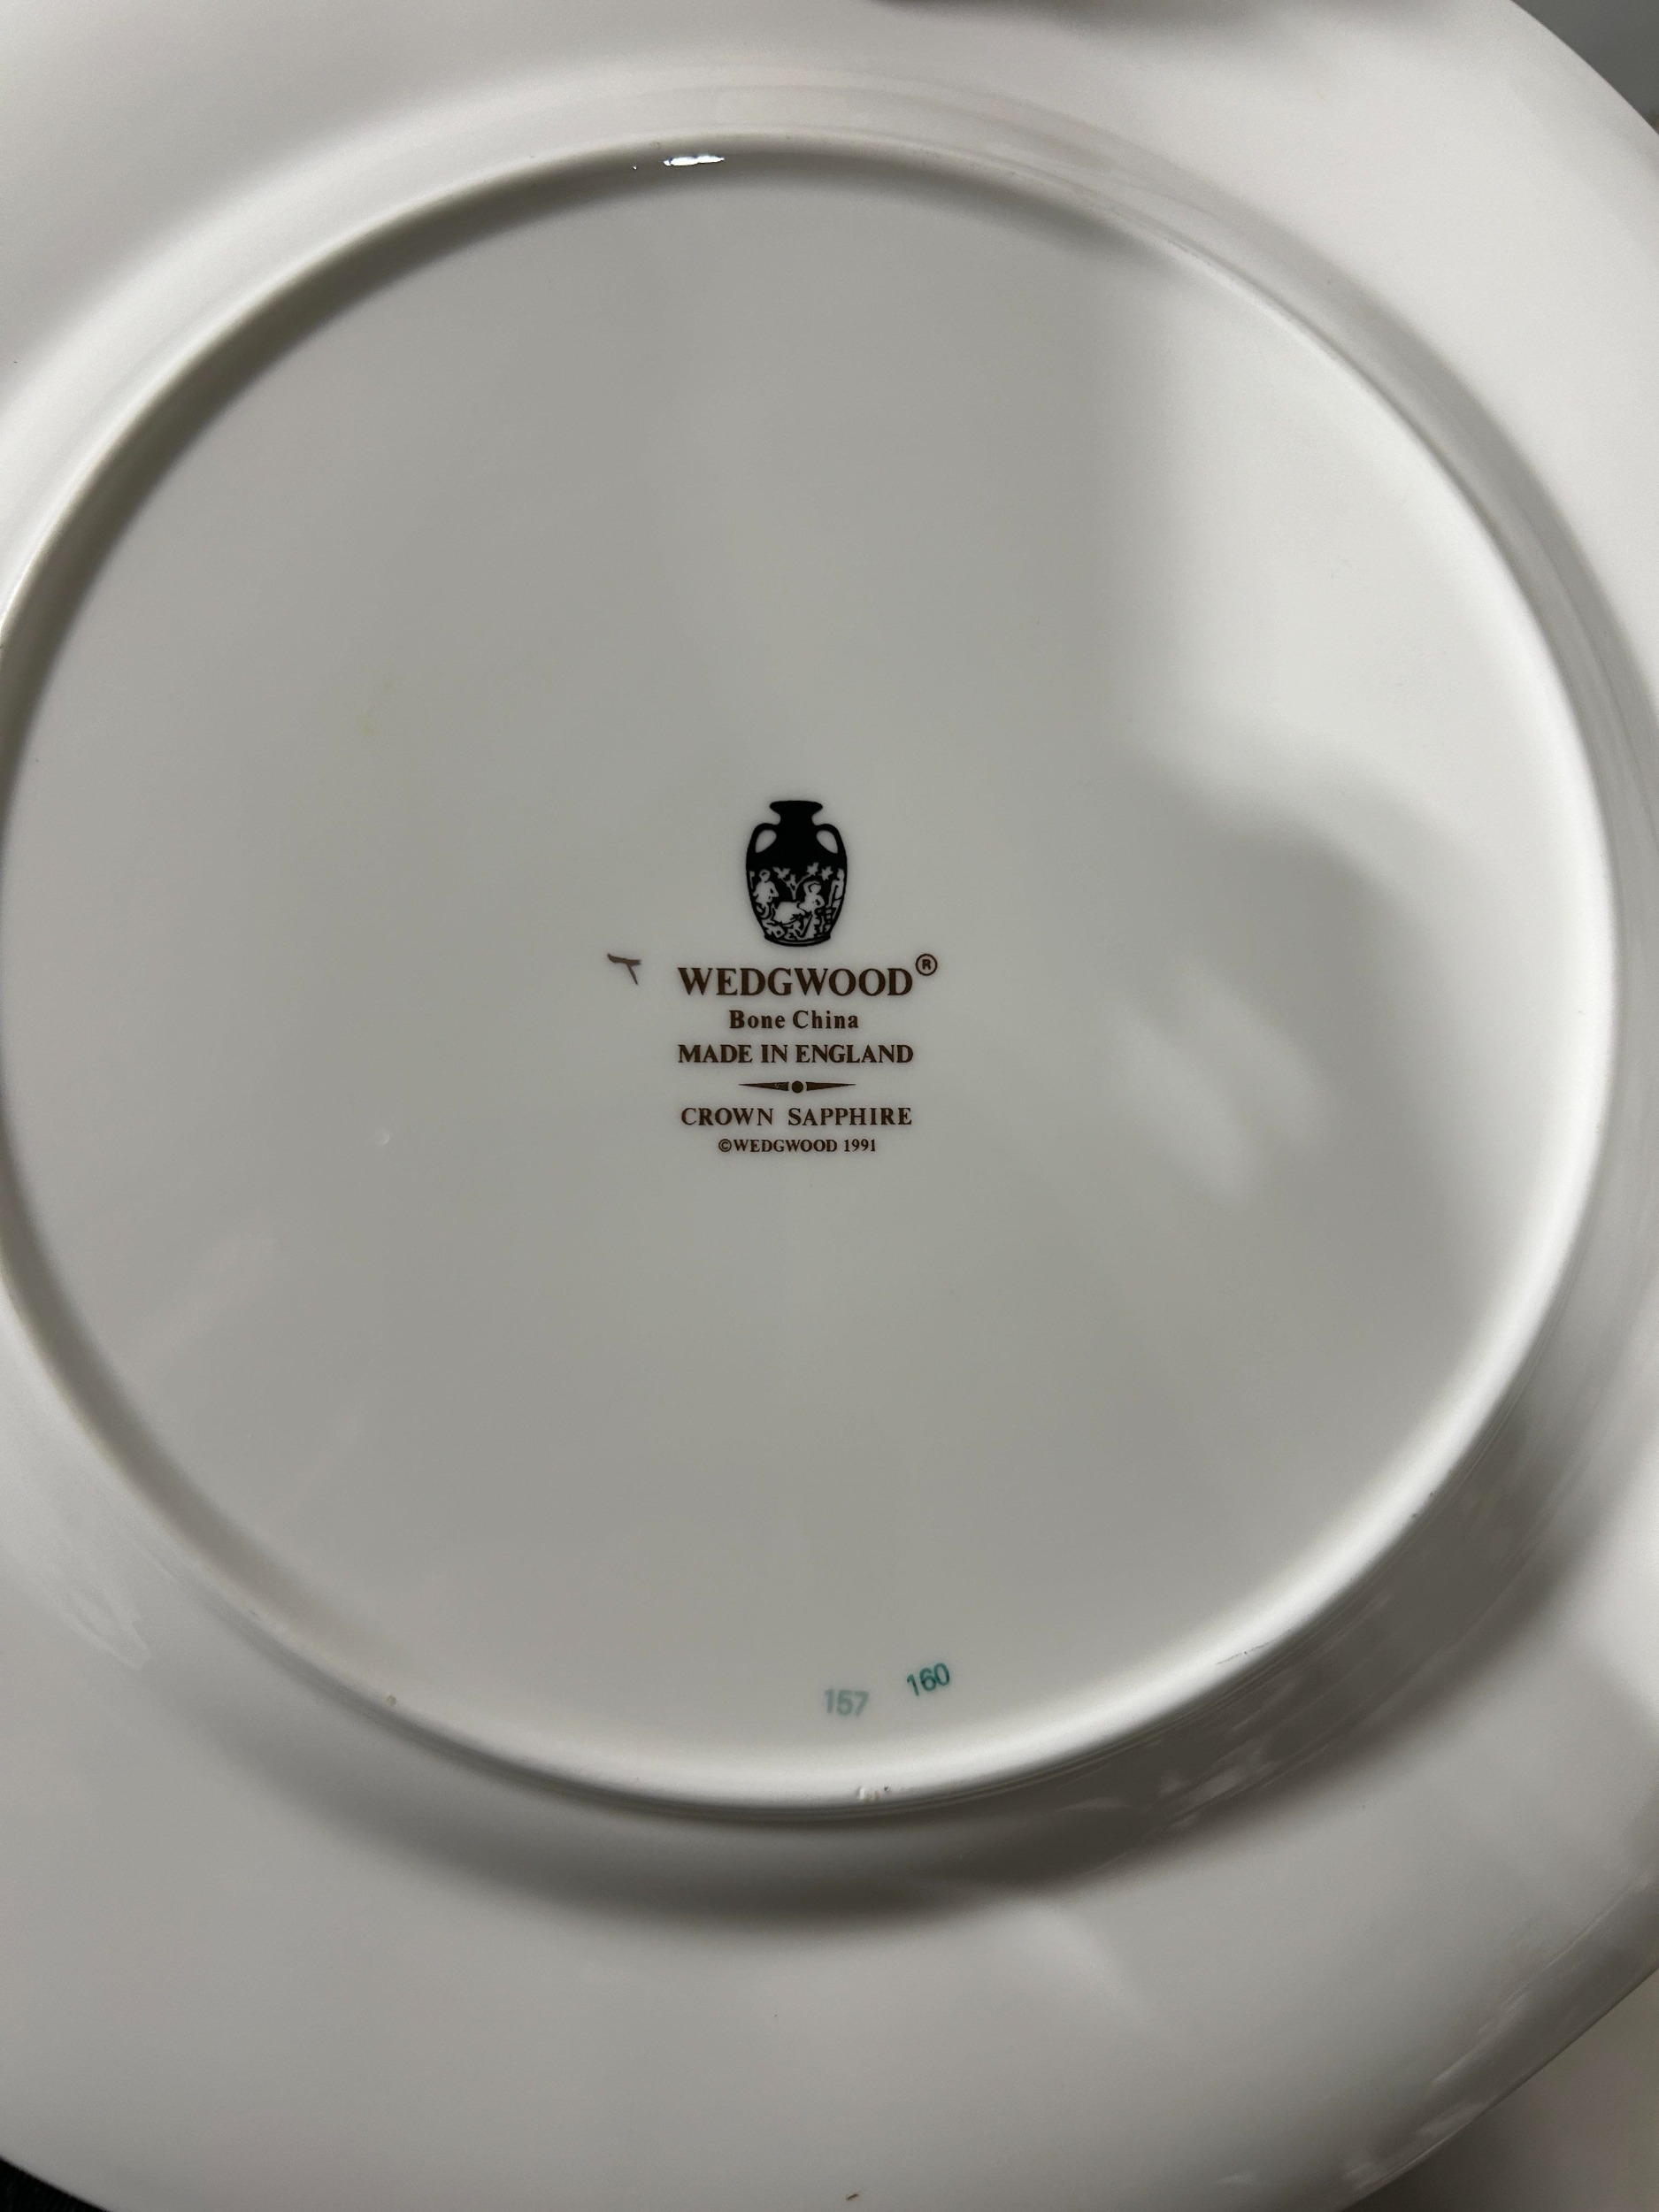 WEDGWOOD®
Bone China
MADE IN ENGLAND
CROWN SAPPHIRE
©WEDGWOOD 1991
157 160